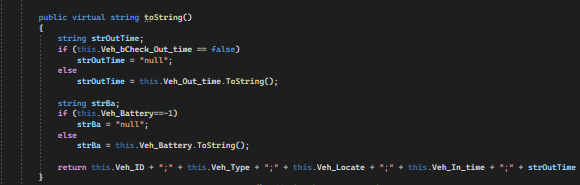 public virtual string toString()
{
string strOutTime;
if (this.Veh_bCheck_Out_time == false)
strOutTime = "null";
else
strOutTime = this.Veh_Out_time.ToString();
string strBa;
if (this.Veh_Battery==-1)
strBa = "null";
else
strBa = this.Veh_Battery.ToString();
return this.Veh_ID + ";" + this.Veh_Type + ";" + this.Veh_Locate + ";" + this.Veh_In_time + ";" + strOutTime
}